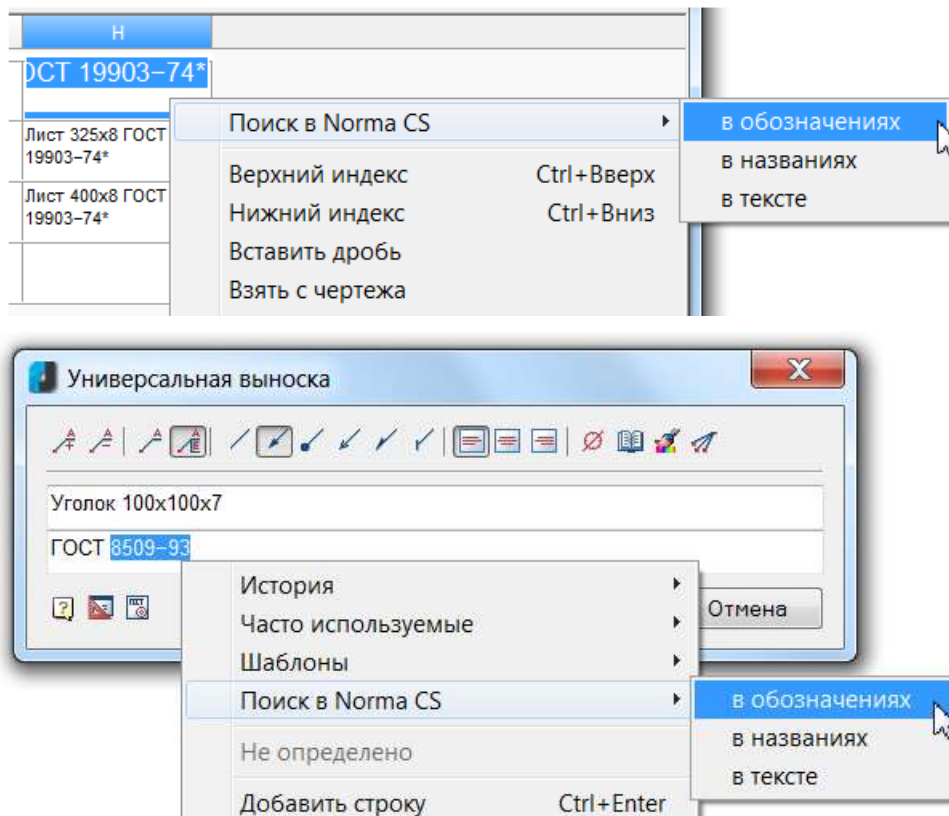 H
ОСТ 19903–74*
Поиск в Norma CS
в обозначениях
Лист 325x8 ГОСТ
19903–74*
в названиях
Верхний индекс Ctrl+Вверх
в тексте
Лист 400x8 ГОСТ
19903–74*
Нижний индекс Ctrl+Вниз
Вставить дробь
Взять с чертежа
Универсальная выноска
Уголок 100x100x7
ГОСТ 8509–93
История
Отмена
Часто используемые
Шаблоны
Поиск в Norma CS
в обозначениях
в названиях
Не определено
в тексте
Добавить строку Ctrl+Enter